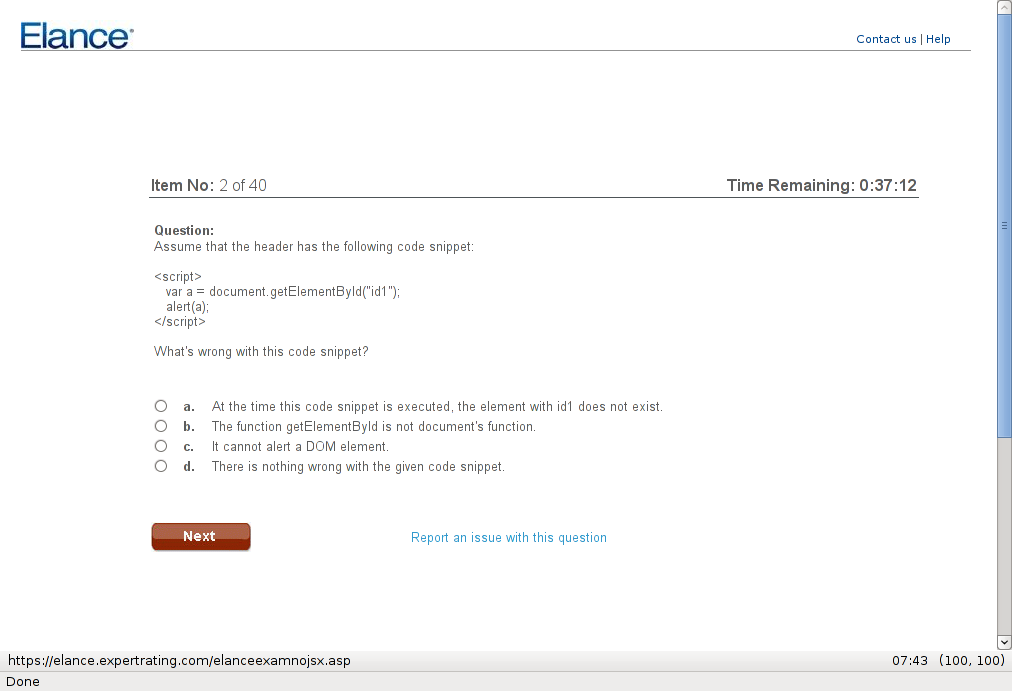 Elance
Contact us | Help
Item No: 2 of 40
Time Remaining: 0:37:12
Question:
Assume that the header has the following code snippet:
<script>
var a = document.getElementById("id1");
alert(a);
</script>
What's wrong with this code snippet?
a. At the time this code snippet is executed, the element with id1 does not exist.
b. The function getElementById is not document's function.
c. It cannot alert a DOM element.
d. There is nothing wrong with the given code snippet.
Next
Report an issue with this question
https://elance.expertrating.com/elanceexamnojsx.asp
07:43 (100, 100)
Done